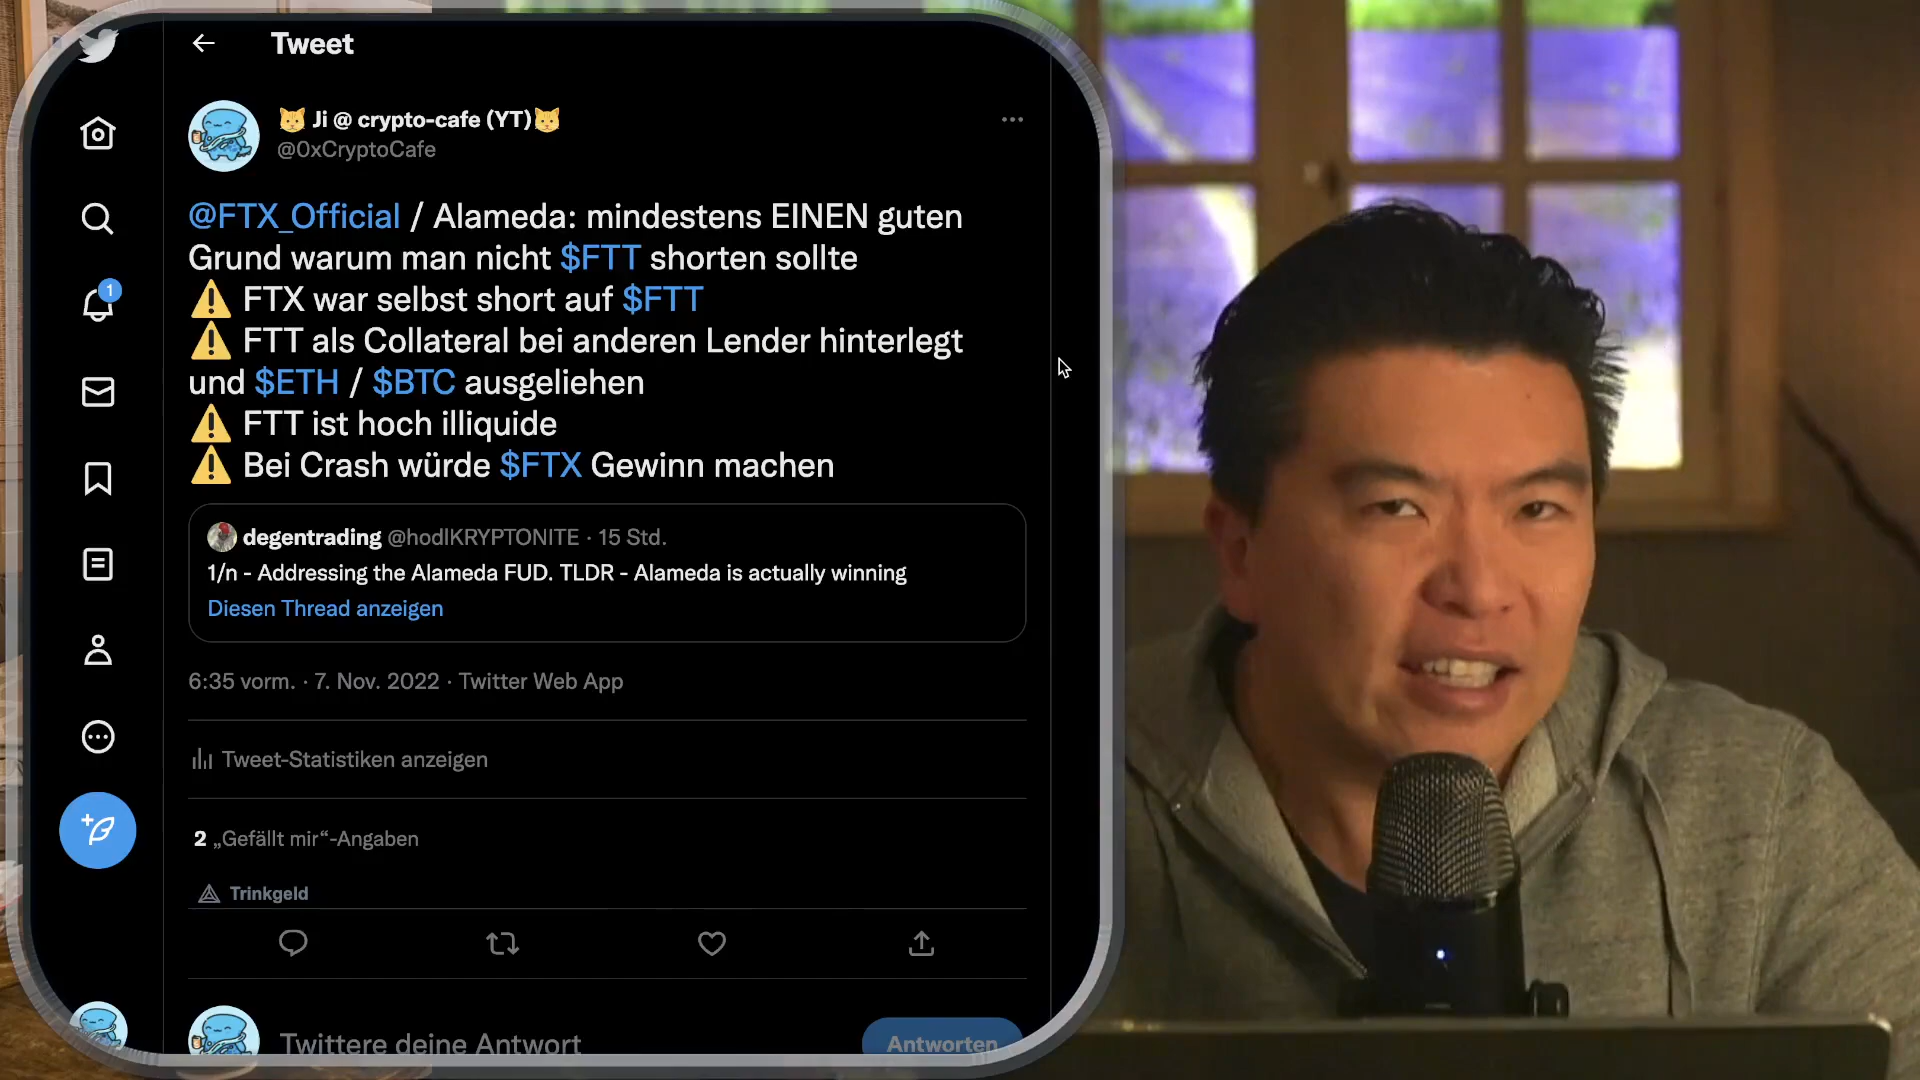 Tweet
Ji @ crypto-cafe (YT)
@0xCryptoCafe
@FTX_Official / Alameda: mindestens EINEN guten
Grund warum man nicht $FTT shorten sollte
FTX war selbst short auf $FTT
FTT als Collateral bei anderen Lender hinterlegt
und $ETH / $BTC ausgeliehen
FTT ist hoch illiquide
Bei Crash würde $FTX Gewinn machen
degentrading @hodlKRYPTONITE · 15 Std.
1/n - Addressing the Alameda FUD. TLDR - Alameda is actually winning
Diesen Thread anzeigen
6:35 vorm. · 7. Nov. 2022 · Twitter Web App
Tweet-Statistiken anzeigen
2 „Gefällt mir“-Angaben
Trinkgeld
Twittere deine Antwort
Antworten
1